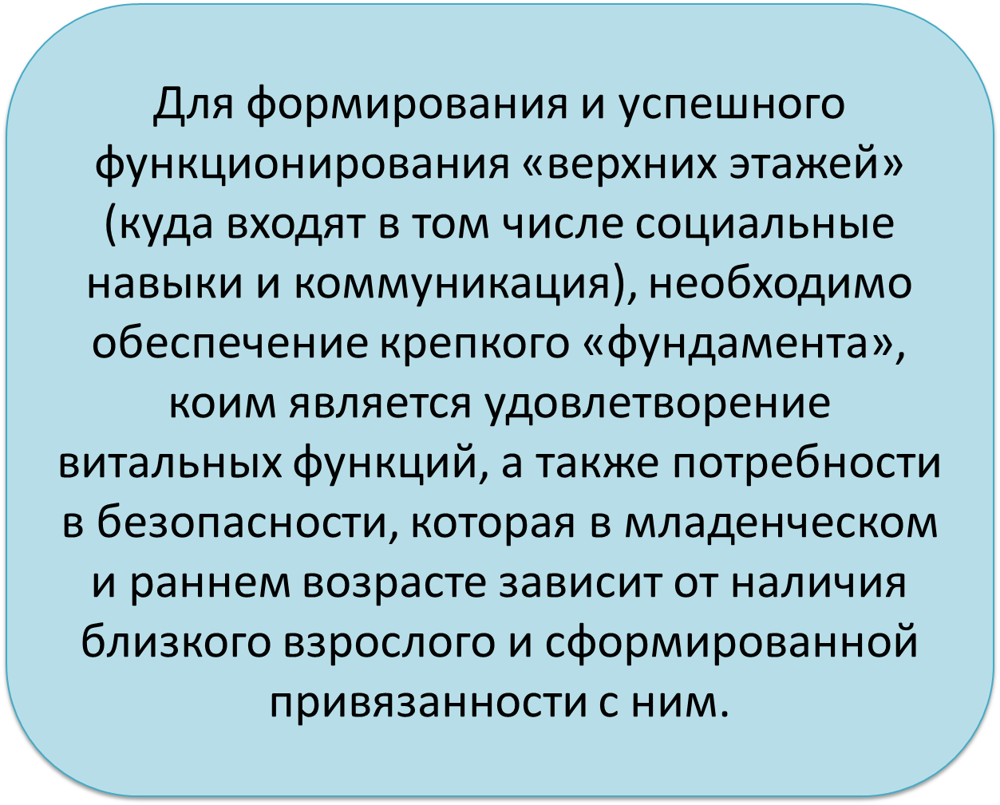 Для формирования и успешного
функционирования «верхних этажей»
(куда входят в том числе социальные
навыки и коммуникация), необходимо
обеспечение крепкого «фундамента»,
коим является удовлетворение
витальных функций, а также потребности
в безопасности, которая в младенческом
и раннем возрасте зависит от наличия
близкого взрослого и сформированной
привязанности с ним.